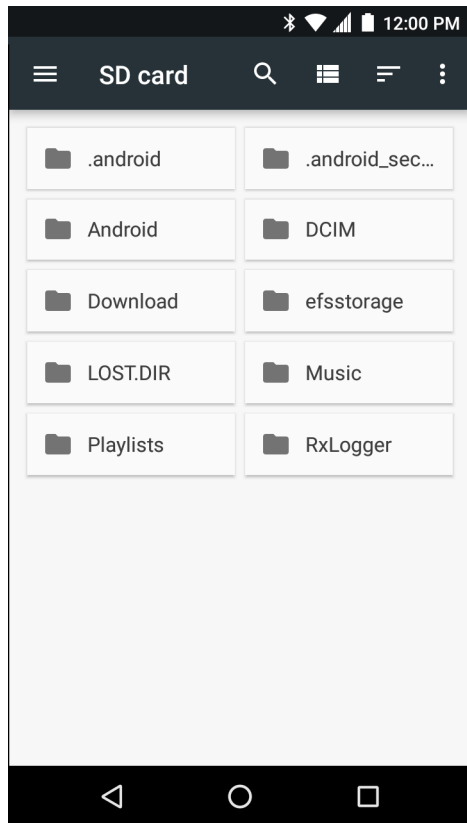 12:00 PM
SD card
.android .android_sec...
Android DCIM
Download efsstorage
LOST.DIR Music
Playlists RxLogger